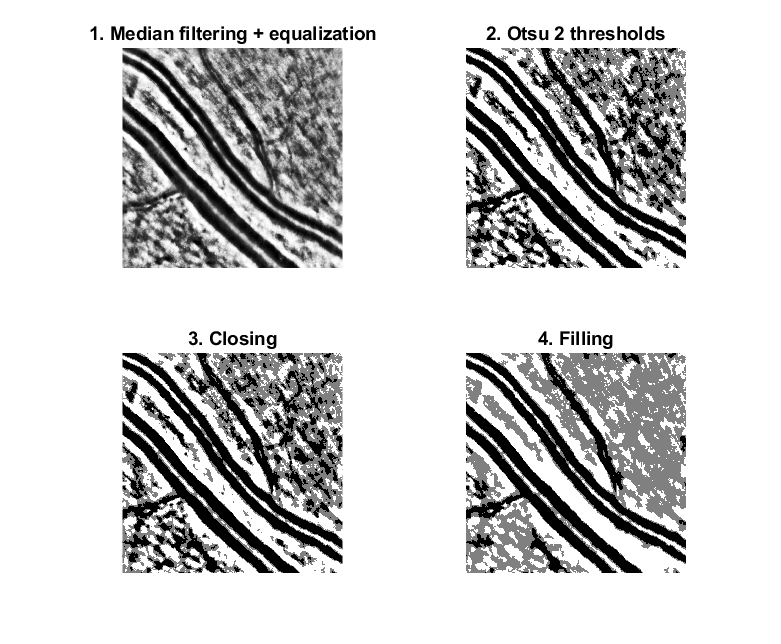 1. Median filtering + equalization
2. Otsu 2 thresholds
3. Closing
4. Filling